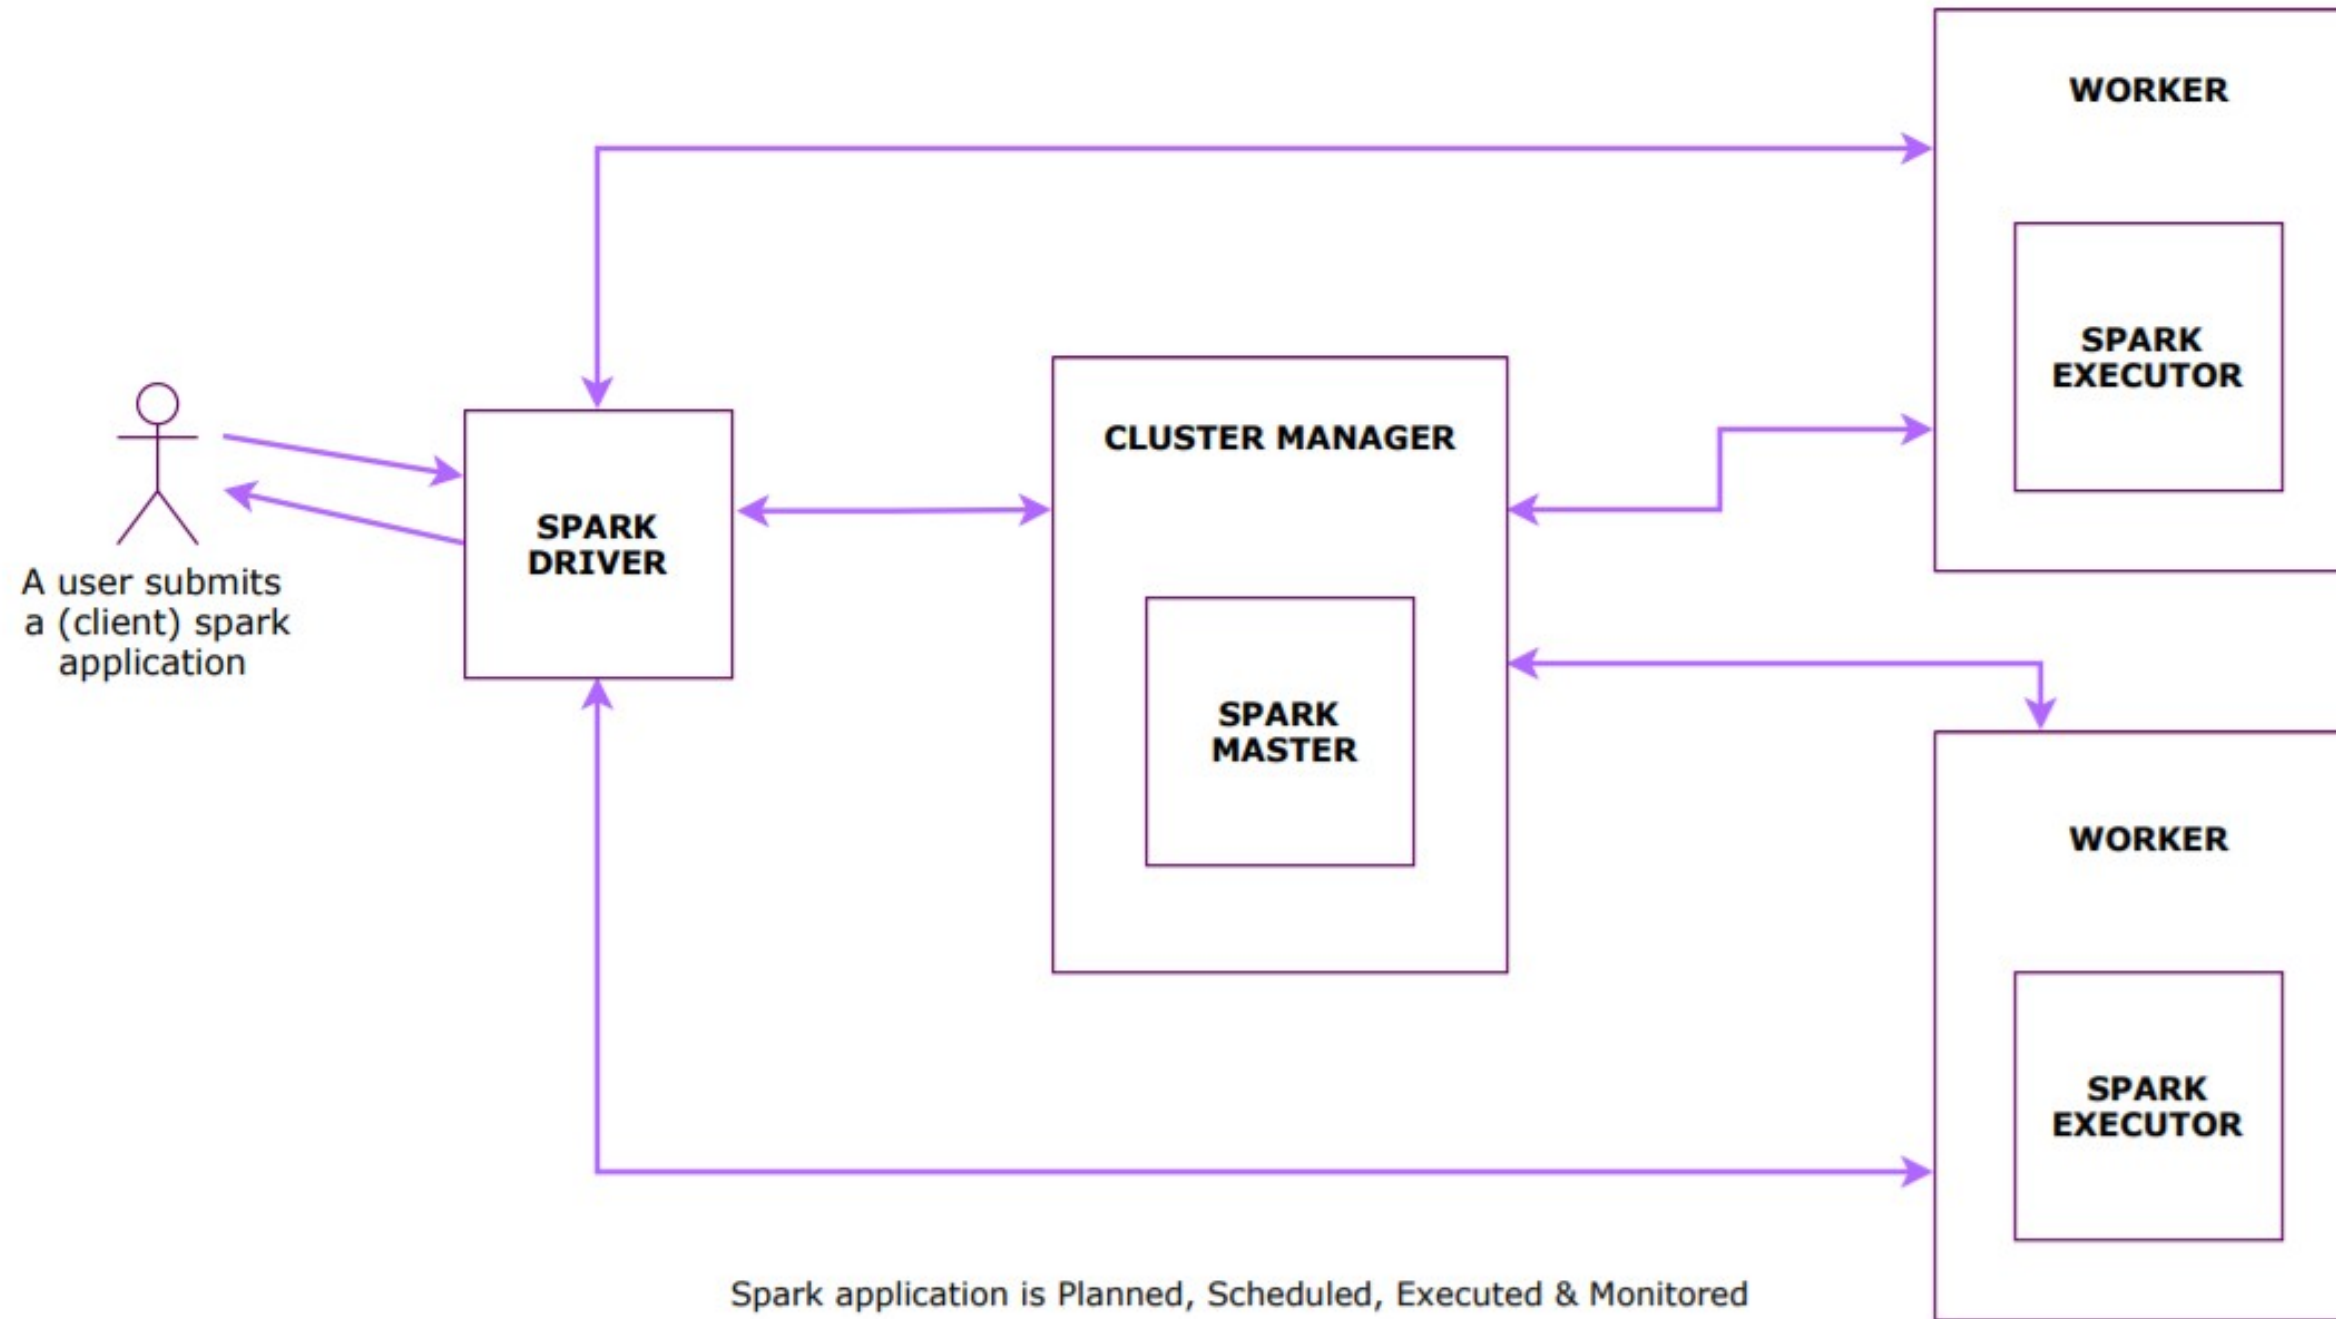 WORKER
SPARK
EXECUTOR
CLUSTER MANAGER
SPARK
DRIVER
A user submits
a (client) spark
application
SPARK
MASTER
WORKER
SPARK
EXECUTOR
Spark application is Planned, Scheduled, Executed & Monitored